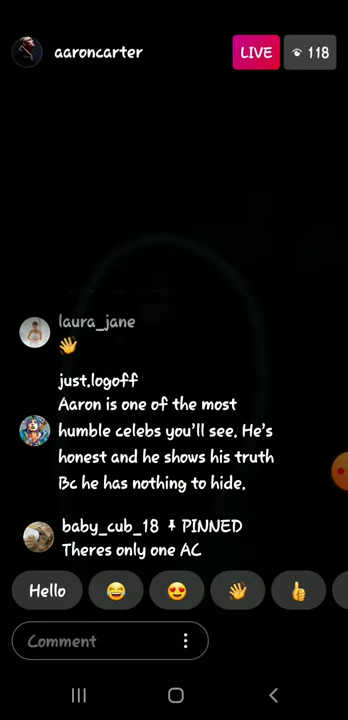 aaroncarter LIVE 118
laura_jane
👋
just.logoff
Aaron is one of the most
humble celebs you'll see. He's
honest and he shows his truth
Bc he has nothing to hide.
baby_cub_18 PINNED
Theres only one AC
Hello 😆 😍 👋 👍
Comment